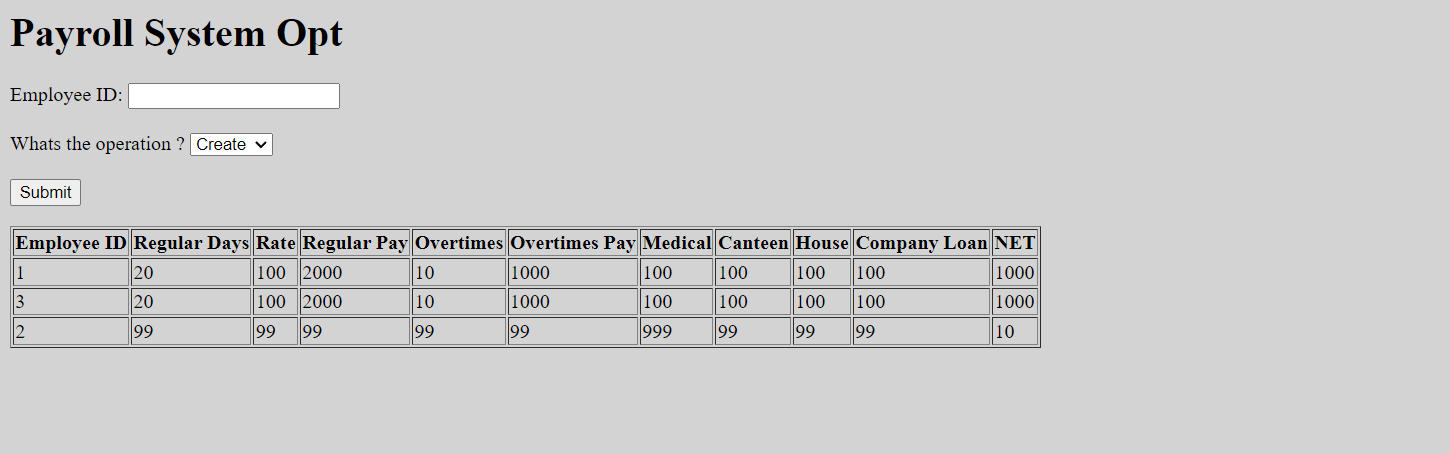 Payroll System Opt
Employee ID:
Whats the operation ? Create
Submit
Employee ID Regular Days Rate Regular Pay Overtimes Overtimes Pay Medical Canteen House Company Loan NET
1 20 100 2000 10 1000 100 100 100 100 1000
3 20 100 2000 10 1000 100 100 100 100 1000
2 99 99 99 99 99 999 99 99 99 10